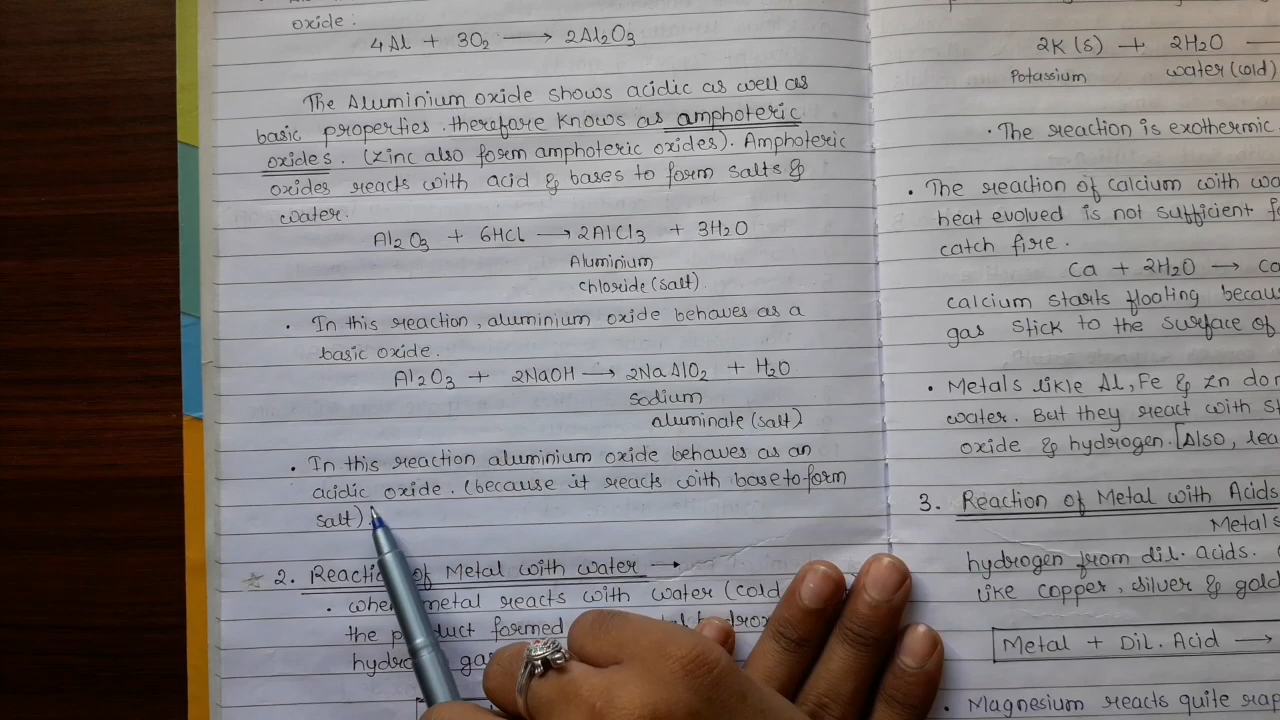 oxide :
4Al + 3O₂ ⟶ 2Al₂O₃
The Aluminium oxide shows acidic as well as
basic properties. therefore knows as amphoteric
oxides. (zinc also form amphoteric oxides). Amphoteric
oxides reacts with acid & bases to form salts &
water.
Al₂O₃ + 6HCl ⟶ 2AlCl₃ + 3H₂O
Aluminium
chloride (salt).
• In this reaction, aluminium oxide behaves as a
basic oxide.
Al₂O₃ + 2NaOH ⟶ 2NaAlO₂ + H₂O
sodium
aluminate (salt).
• In this reaction aluminium oxide behaves as an
acidic oxide. (because it reacts with base to form
salt).
☆ 2. Reaction of Metal with water →
• when metal reacts with water (cold
the product formed
2K (s) + 2H₂O
Potassium water (cold)
• The reaction is exothermic
• The reaction of calcium with
heat evolved is not sufficient
catch fire.
Ca + 2H₂O →
calcium starts floating
gas stick to the surface of
• Metals likle Al, Fe & Zn
water. But they react with
oxide & hydrogen. [Also,
3. Reaction of Metal with Acids
Metals
hydrogen from dil. acids.
like copper, silver & gold
Metal + Dil. Acid ⟶
• Magnesium reacts quite